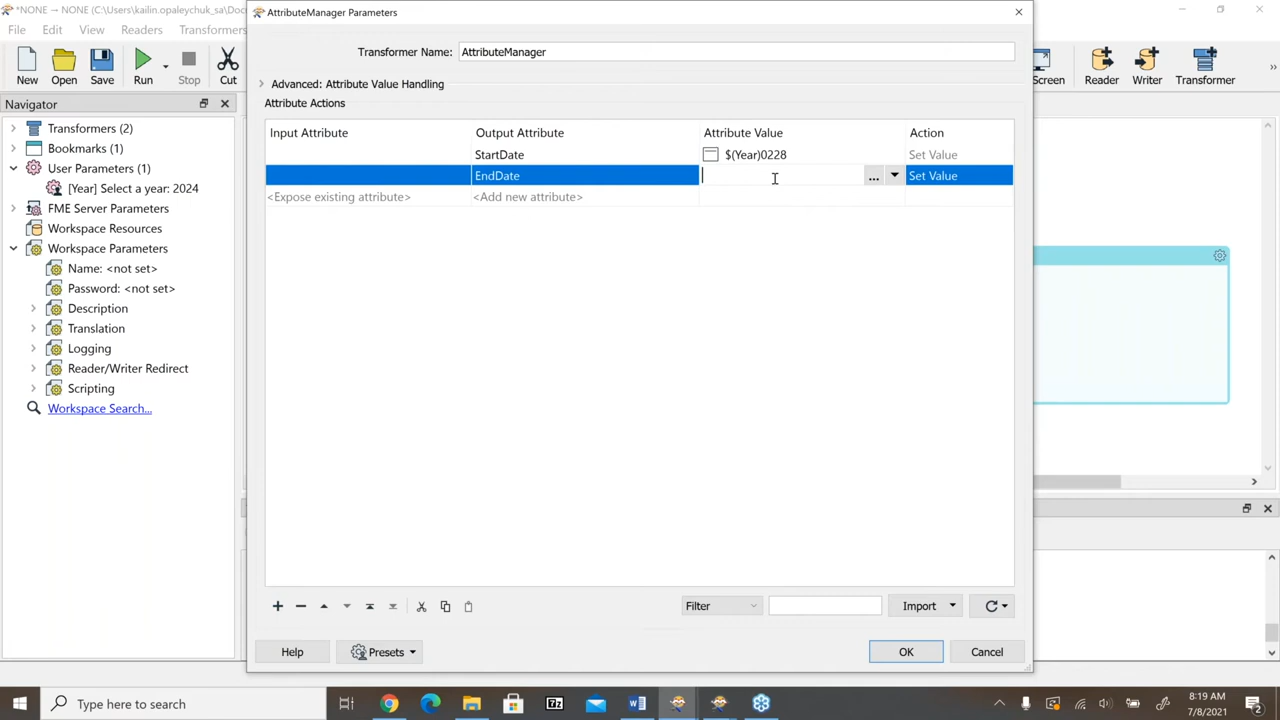 *NONE → NONE (C:\Users\kailin.opaleychuk_sa\Doc
AttributeManager Parameters
File Edit View Readers Transformers
Transformer Name: AttributeManager
New Open Save Run Stop Cut
Screen Reader Writer Transformer
Advanced: Attribute Value Handling
Navigator
Attribute Actions
Input Attribute Output Attribute Attribute Value Action
StartDate $(Year)0228 Set Value
EndDate ... Set Value
<Expose existing attribute> <Add new attribute>
Transformers (2)
Bookmarks (1)
User Parameters (1)
[Year] Select a year: 2024
FME Server Parameters
Workspace Resources
Workspace Parameters
Name: <not set>
Password: <not set>
Description
Translation
Logging
Reader/Writer Redirect
Scripting
Workspace Search...
Filter Import
Help Presets OK Cancel
Type here to search
8:19 AM
7/8/2021
2